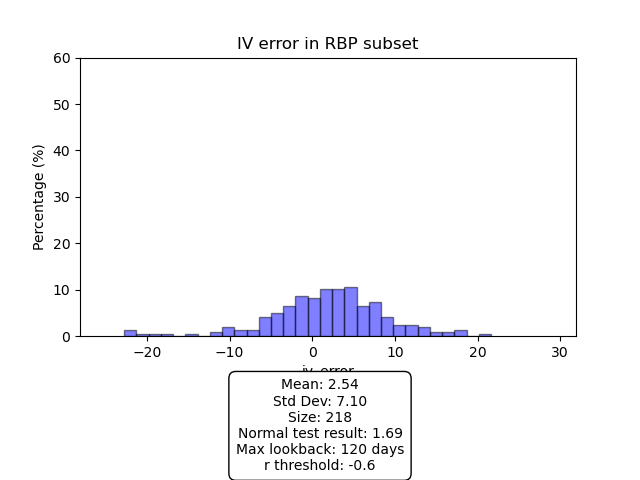 IV error in RBP subset
60
50
40
30
20
10
0
Percentage (%)
−20
−10
0
10
20
30
iv_error
Mean: 2.54
Std Dev: 7.10
Size: 218
Normal test result: 1.69
Max lookback: 120 days
r threshold: -0.6